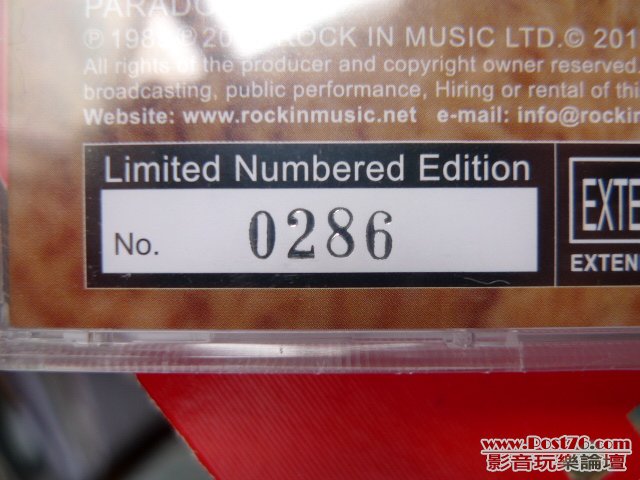 PARADO
℗ 198 ROCK IN MUSIC LTD.© 201
All rights of the producer and copyright owner reserved.
broadcasting, public performance, Hiring or rental of this
Website: www.rockinmusic.net e-mail: info@rockin
Limited Numbered Edition
No. 0286
EXTE
EXTEN
www.Post76.com
影音玩樂論壇